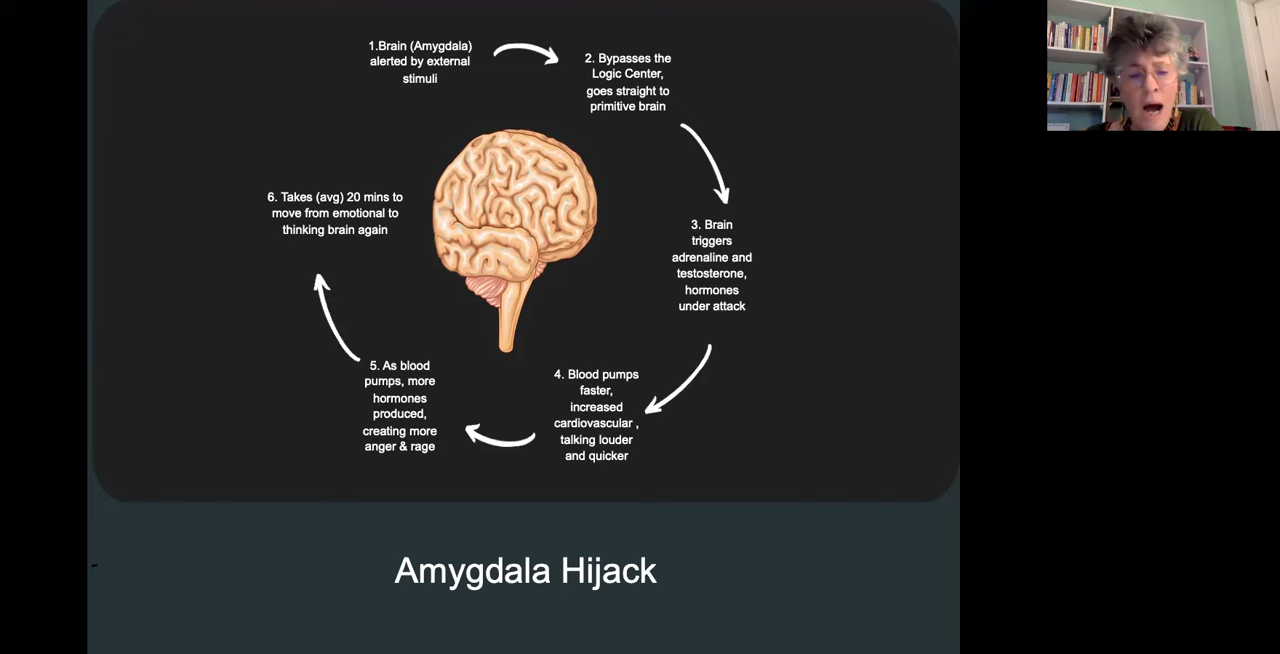 1.Brain (Amygdala)
alerted by external
stimuli
2. Bypasses the
Logic Center,
goes straight to
primitive brain
3. Brain
triggers
adrenaline and
testosterone,
hormones
under attack
4. Blood pumps
faster,
increased
cardiovascular ,
talking louder
and quicker
5. As blood
pumps, more
hormones
produced,
creating more
anger & rage
6. Takes (avg) 20 mins to
move from emotional to
thinking brain again
Amygdala Hijack